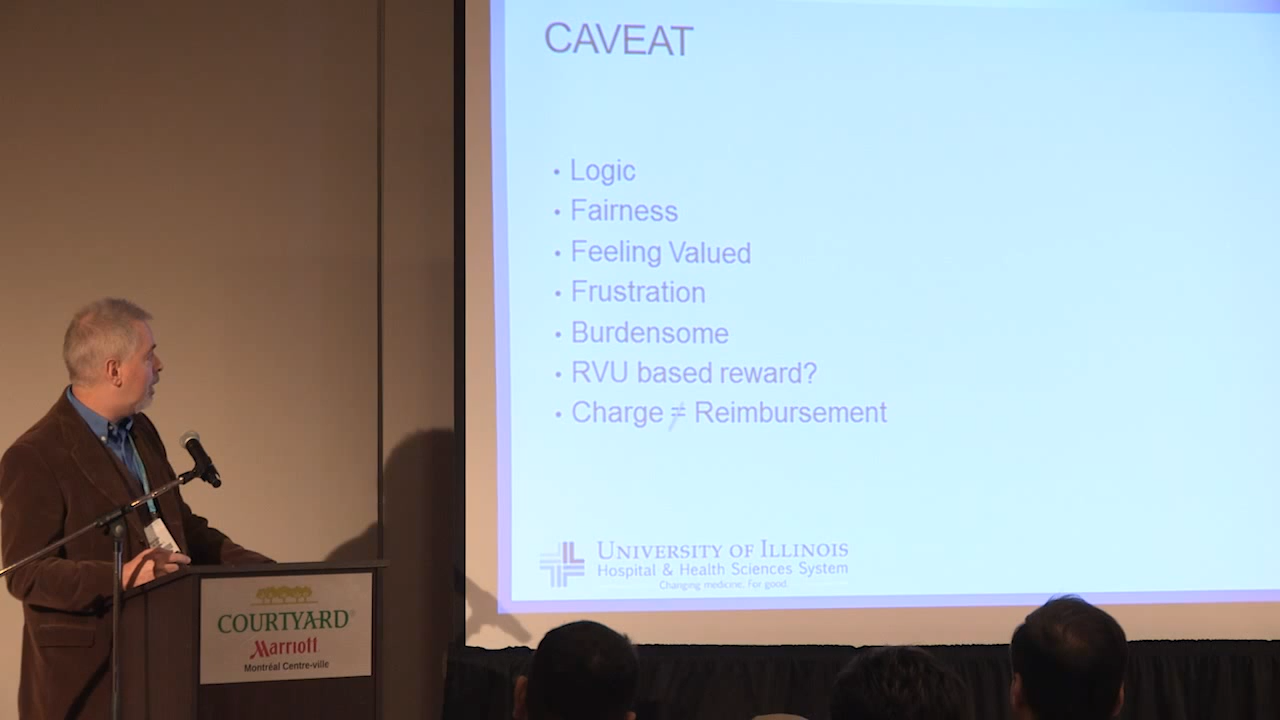 CAVEAT
• Logic
• Fairness
• Feeling Valued
• Frustration
• Burdensome
• RVU based reward?
• Charge ≠ Reimbursement
UNIVERSITY OF ILLINOIS
Hospital & Health Sciences System
Changing medicine. For good.
COURTYARD®
Marriott
Montréal Centre-ville